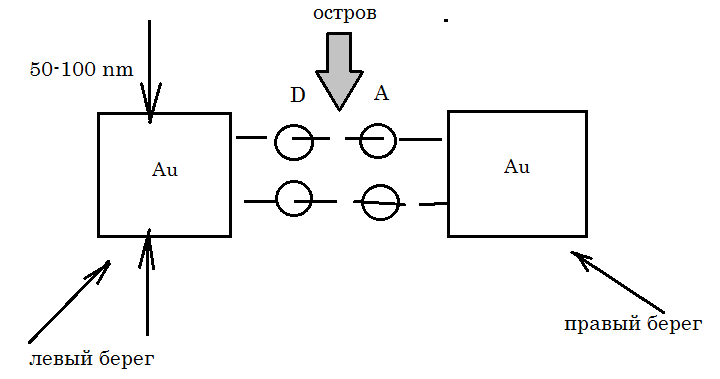 остров
50-100 nm
D
A
Au
Au
правый берег
левый берег